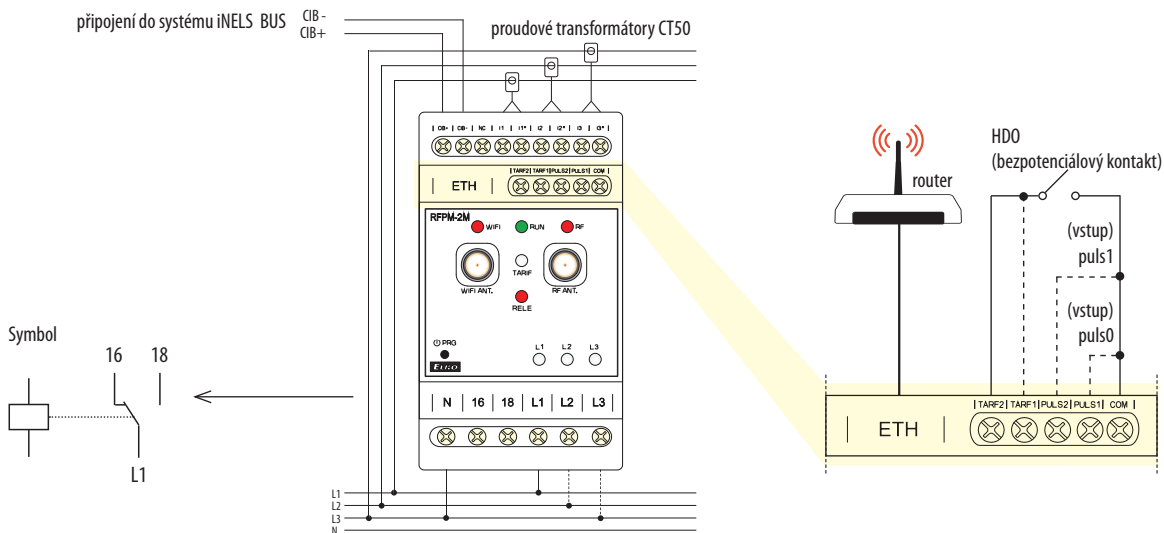 připojení do systému iNELS BUS
CIB -
CIB+
proudové transformátory CT50
CIB+ CIB- NC I1 I1* I2 I2* I3 I3*
ETH
TARF2 TARF1 PULS2 PULS1 COM
RFPM-2M
WIFI RUN RF
WIFI ANT. TARIF RF ANT.
RELE
PRG L1 L2 L3
ELKO
N 16 18 L1 L2 L3
L1
L2
L3
N
Symbol
16 18
L1
router
HDO
(bezpotenciálový kontakt)
(vstup)
puls1
(vstup)
puls0
ETH
TARF2 TARF1 PULS2 PULS1 COM